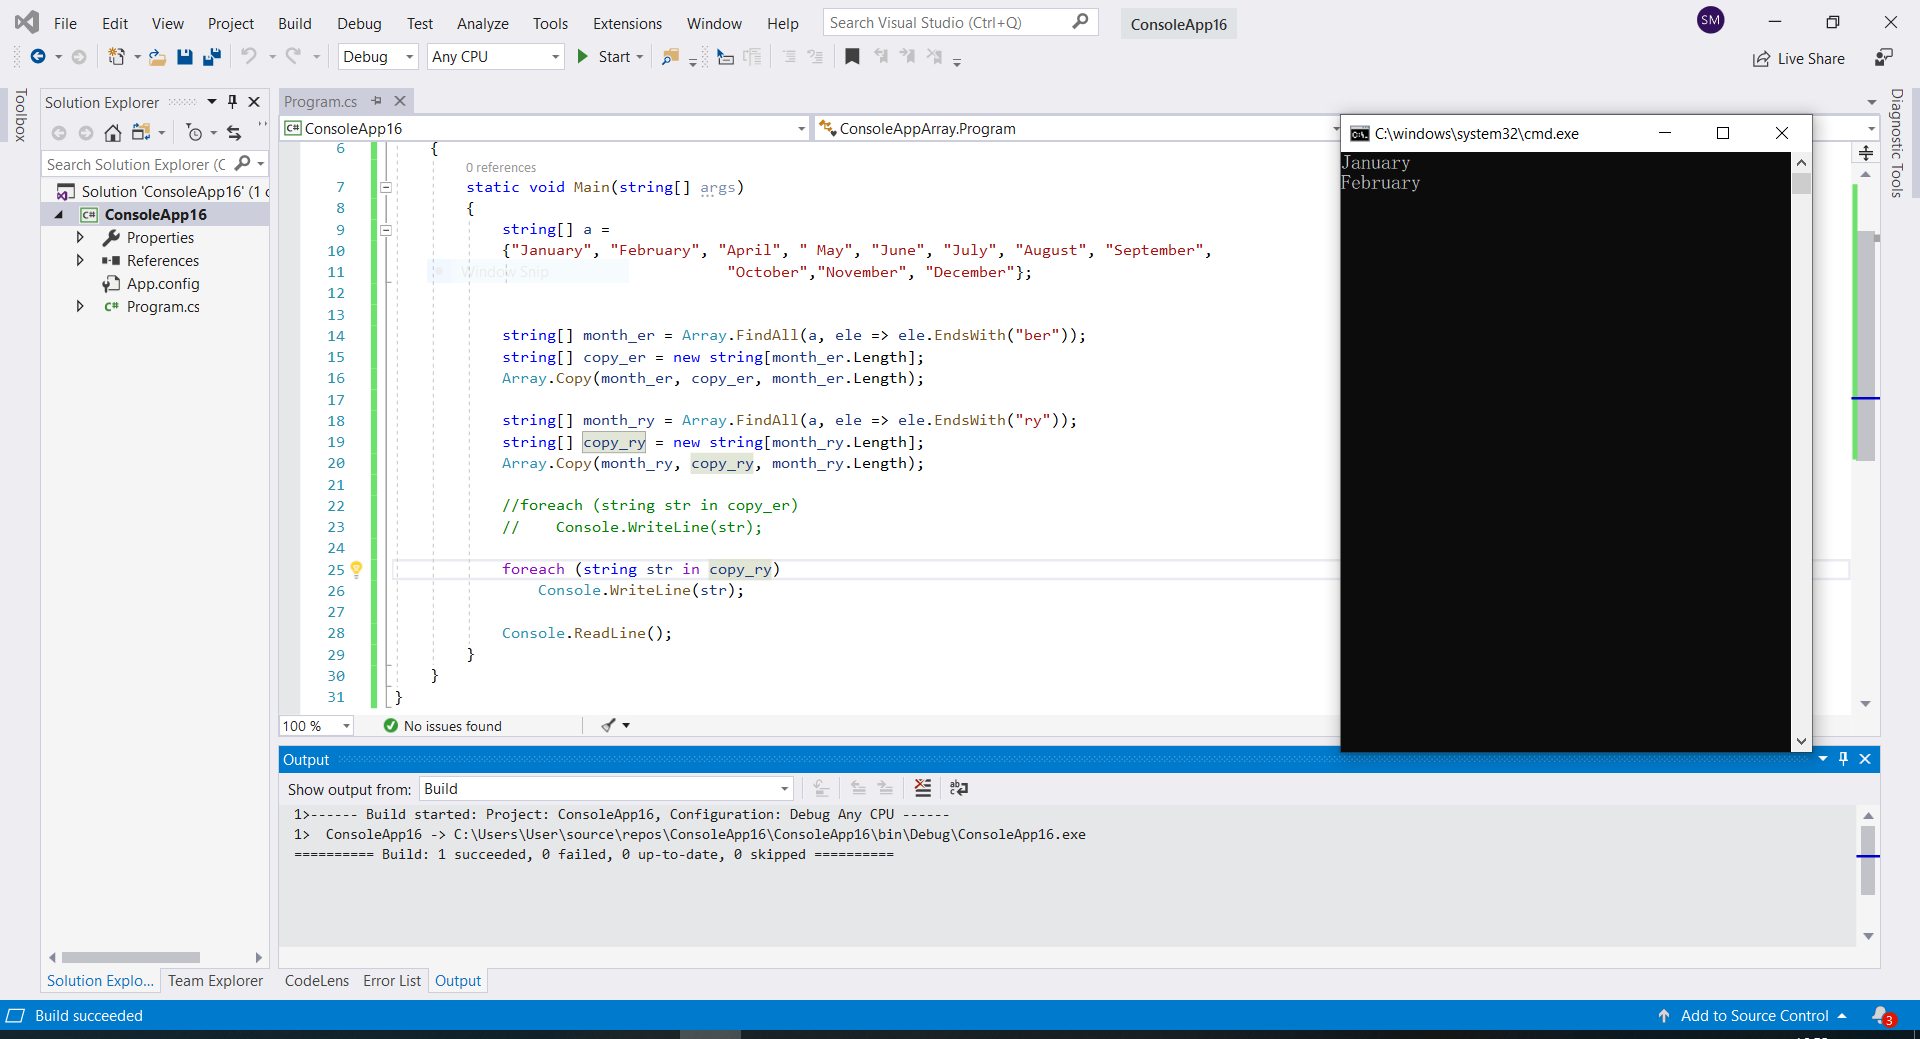 File Edit View Project Build Debug Test Analyze Tools Extensions Window Help Search Visual Studio (Ctrl+Q) ConsoleApp16 SM
Debug Any CPU Start Live Share
Toolbox
Solution Explorer
Search Solution Explorer (C
Solution 'ConsoleApp16' (1 c
C# ConsoleApp16
Properties
References
App.config
C# Program.cs
Solution Explo... Team Explorer
Program.cs
C# ConsoleApp16 ConsoleAppArray.Program
6 {
0 references
7 static void Main(string[] args)
8 {
9 string[] a =
10 {"January", "February", "April", " May", "June", "July", "August", "September",
11 "October","November", "December"};
Window Snip
12
13
14 string[] month_er = Array.FindAll(a, ele => ele.EndsWith("ber"));
15 string[] copy_er = new string[month_er.Length];
16 Array.Copy(month_er, copy_er, month_er.Length);
17
18 string[] month_ry = Array.FindAll(a, ele => ele.EndsWith("ry"));
19 string[] copy_ry = new string[month_ry.Length];
20 Array.Copy(month_ry, copy_ry, month_ry.Length);
21
22 //foreach (string str in copy_er)
23 // Console.WriteLine(str);
24
25 foreach (string str in copy_ry)
26 Console.WriteLine(str);
27
28 Console.ReadLine();
29 }
30 }
31 }
100 % No issues found
C:\windows\system32\cmd.exe
January
February
Diagnostic Tools
Output
Show output from: Build
1>------ Build started: Project: ConsoleApp16, Configuration: Debug Any CPU ------
1> ConsoleApp16 -> C:\Users\User\source\repos\ConsoleApp16\ConsoleApp16\bin\Debug\ConsoleApp16.exe
========== Build: 1 succeeded, 0 failed, 0 up-to-date, 0 skipped ==========
CodeLens Error List Output
Build succeeded Add to Source Control 3